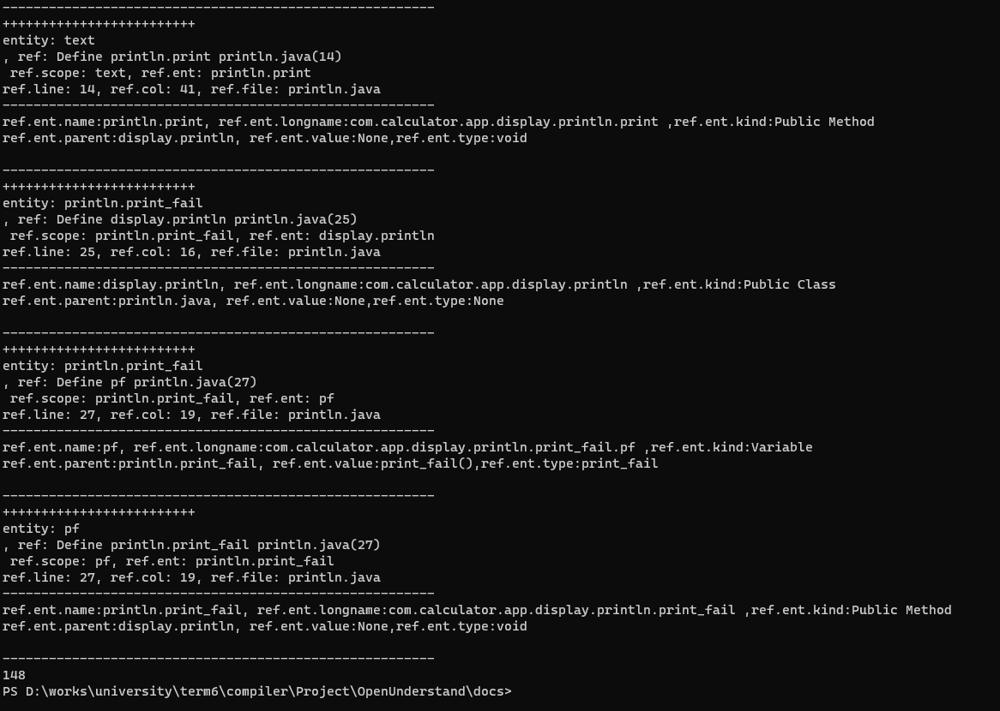 --------------------------------------------------------
+++++++++++++++++++++++++
entity: text
, ref: Define println.print println.java(14)
 ref.scope: text, ref.ent: println.print
ref.line: 14, ref.col: 41, ref.file: println.java
--------------------------------------------------------
ref.ent.name:println.print, ref.ent.longname:com.calculator.app.display.println.print ,ref.ent.kind:Public Method
ref.ent.parent:display.println, ref.ent.value:None,ref.ent.type:void

--------------------------------------------------------
+++++++++++++++++++++++++
entity: println.print_fail
, ref: Define display.println println.java(25)
 ref.scope: println.print_fail, ref.ent: display.println
ref.line: 25, ref.col: 16, ref.file: println.java
--------------------------------------------------------
ref.ent.name:display.println, ref.ent.longname:com.calculator.app.display.println ,ref.ent.kind:Public Class
ref.ent.parent:println.java, ref.ent.value:None,ref.ent.type:None

--------------------------------------------------------
+++++++++++++++++++++++++
entity: println.print_fail
, ref: Define pf println.java(27)
 ref.scope: println.print_fail, ref.ent: pf
ref.line: 27, ref.col: 19, ref.file: println.java
--------------------------------------------------------
ref.ent.name:pf, ref.ent.longname:com.calculator.app.display.println.print_fail.pf ,ref.ent.kind:Variable
ref.ent.parent:println.print_fail, ref.ent.value:print_fail(),ref.ent.type:print_fail

--------------------------------------------------------
+++++++++++++++++++++++++
entity: pf
, ref: Define println.print_fail println.java(27)
 ref.scope: pf, ref.ent: println.print_fail
ref.line: 27, ref.col: 19, ref.file: println.java
--------------------------------------------------------
ref.ent.name:println.print_fail, ref.ent.longname:com.calculator.app.display.println.print_fail ,ref.ent.kind:Public Method
ref.ent.parent:display.println, ref.ent.value:None,ref.ent.type:void

--------------------------------------------------------
148
PS D:\works\university\term6\compiler\Project\OpenUnderstand\docs>